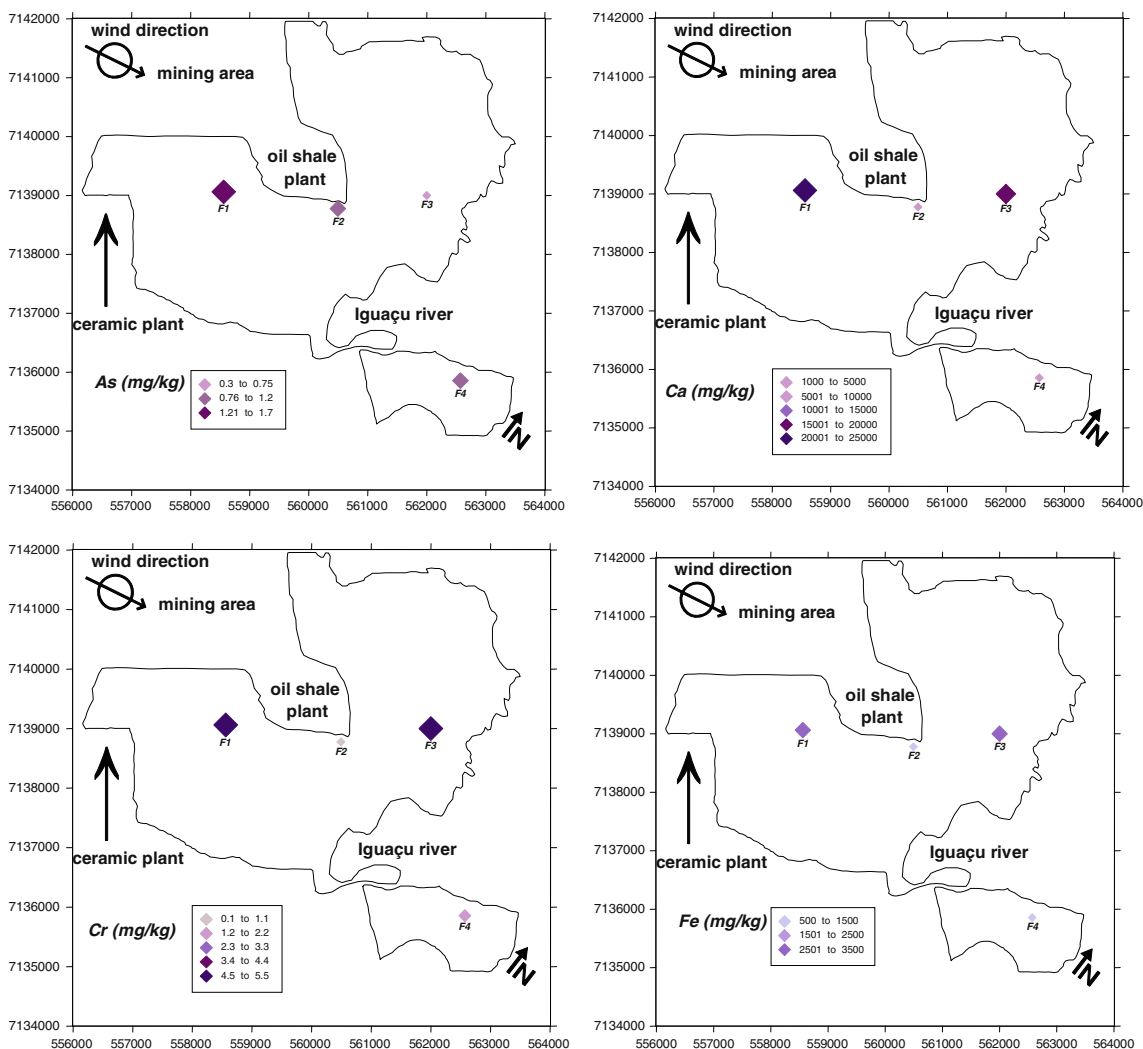 7142000
7141000
7140000
7139000
7138000
7137000
7136000
7135000
7134000
wind direction
mining area
oil shale
plant
F1
F2
F3
Iguaçu river
ceramic plant
As (mg/kg)
0.3 to 0.75
0.76 to 1.2
1.21 to 1.7
F4
N
556000 557000 558000 559000 560000 561000 562000 563000 564000
7142000
7141000
7140000
7139000
7138000
7137000
7136000
7135000
7134000
wind direction
mining area
oil shale
plant
F1
F2
F3
Iguaçu river
ceramic plant
Ca (mg/kg)
1000 to 5000
5001 to 10000
10001 to 15000
15001 to 20000
20001 to 25000
F4
N
556000 557000 558000 559000 560000 561000 562000 563000 564000
7142000
7141000
7140000
7139000
7138000
7137000
7136000
7135000
7134000
wind direction
mining area
oil shale
plant
F1
F2
F3
Iguaçu river
ceramic plant
Cr (mg/kg)
0.1 to 1.1
1.2 to 2.2
2.3 to 3.3
3.4 to 4.4
4.5 to 5.5
F4
N
556000 557000 558000 559000 560000 561000 562000 563000 564000
7142000
7141000
7140000
7139000
7138000
7137000
7136000
7135000
7134000
wind direction
mining area
oil shale
plant
F1
F2
F3
Iguaçu river
ceramic plant
Fe (mg/kg)
500 to 1500
1501 to 2500
2501 to 3500
F4
N
556000 557000 558000 559000 560000 561000 562000 563000 564000